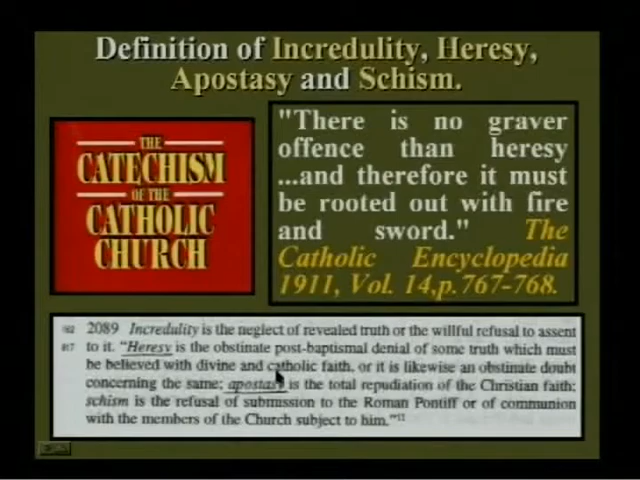 Definition of Incredulity, Heresy,
Apostasy and Schism.
THE
CATECHISM
OF THE
CATHOLIC
CHURCH
"There is no graver
offence than heresy
...and therefore it must
be rooted out with fire
and sword." The
Catholic Encyclopedia
1911, Vol. 14,p.767-768.
2089 Incredulity is the neglect of revealed truth or the willful refusal to assent
817 to it. "Heresy is the obstinate post-baptismal denial of some truth which must
be believed with divine and catholic faith, or it is likewise an obstinate doubt
concerning the same; apostasy is the total repudiation of the Christian faith;
schism is the refusal of submission to the Roman Pontiff or of communion
with the members of the Church subject to him."